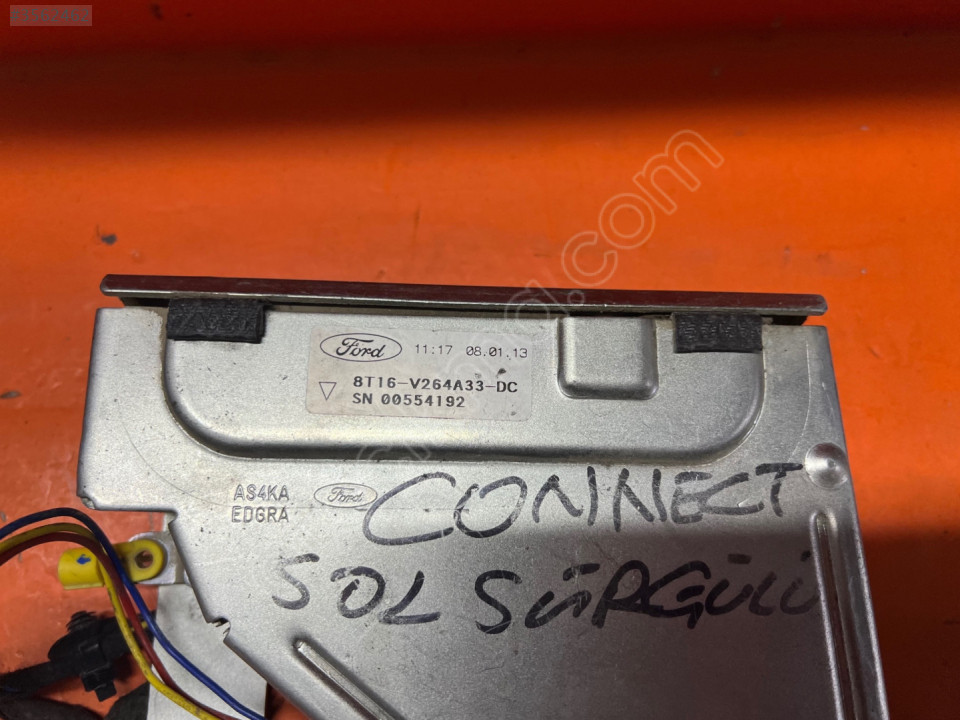 Ford 11:17 08.01.13
8T16-V264A33-DC
SN 00554192
AS4KA Ford
EDGRA
CONNECT
SOL SÜRGÜLÜ